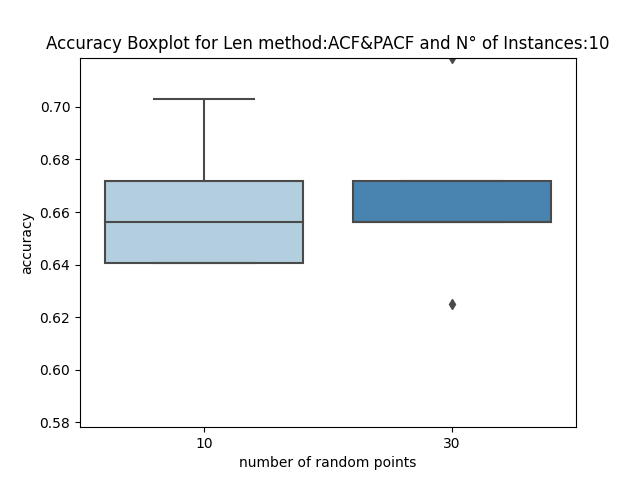 Accuracy Boxplot for Len method:ACF&PACF and N° of Instances:10
0.70
0.68
0.66
0.64
0.62
0.60
0.58
accuracy
10 30
number of random points